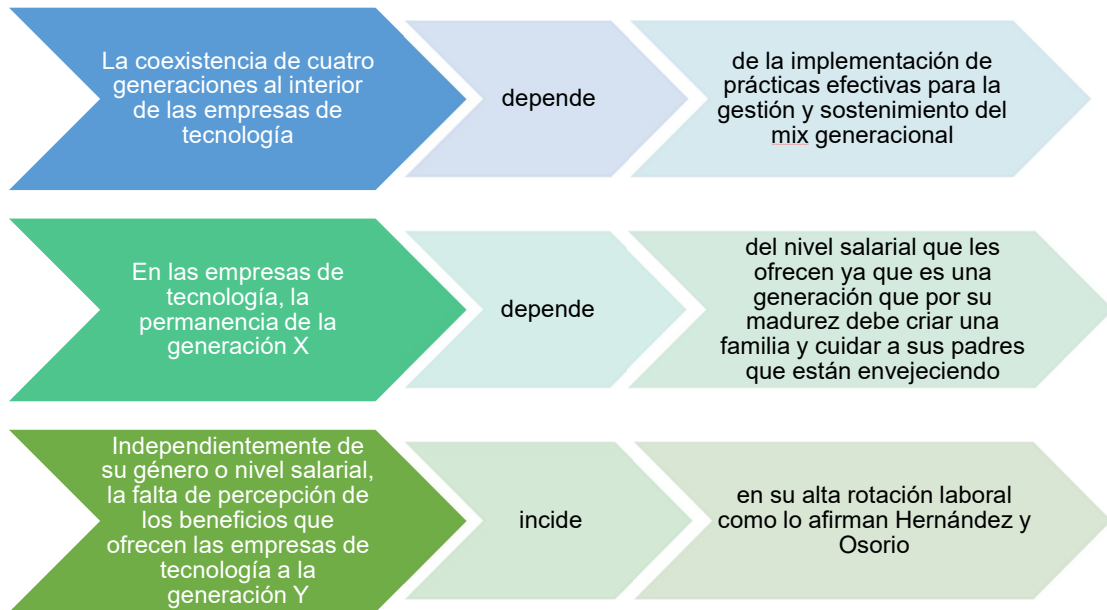 La coexistencia de cuatro
generaciones al interior
de las empresas de
tecnología
depende
de la implementación de
prácticas efectivas para la
gestión y sostenimiento del
mix generacional
En las empresas de
tecnología, la
permanencia de la
generación X
depende
del nivel salarial que les
ofrecen ya que es una
generación que por su
madurez debe criar una
familia y cuidar a sus padres
que están envejeciendo
Independientemente de
su género o nivel salarial,
la falta de percepción de
los beneficios que
ofrecen las empresas de
tecnología a la
generación Y
incide
en su alta rotación laboral
como lo afirman Hernández y
Osorio